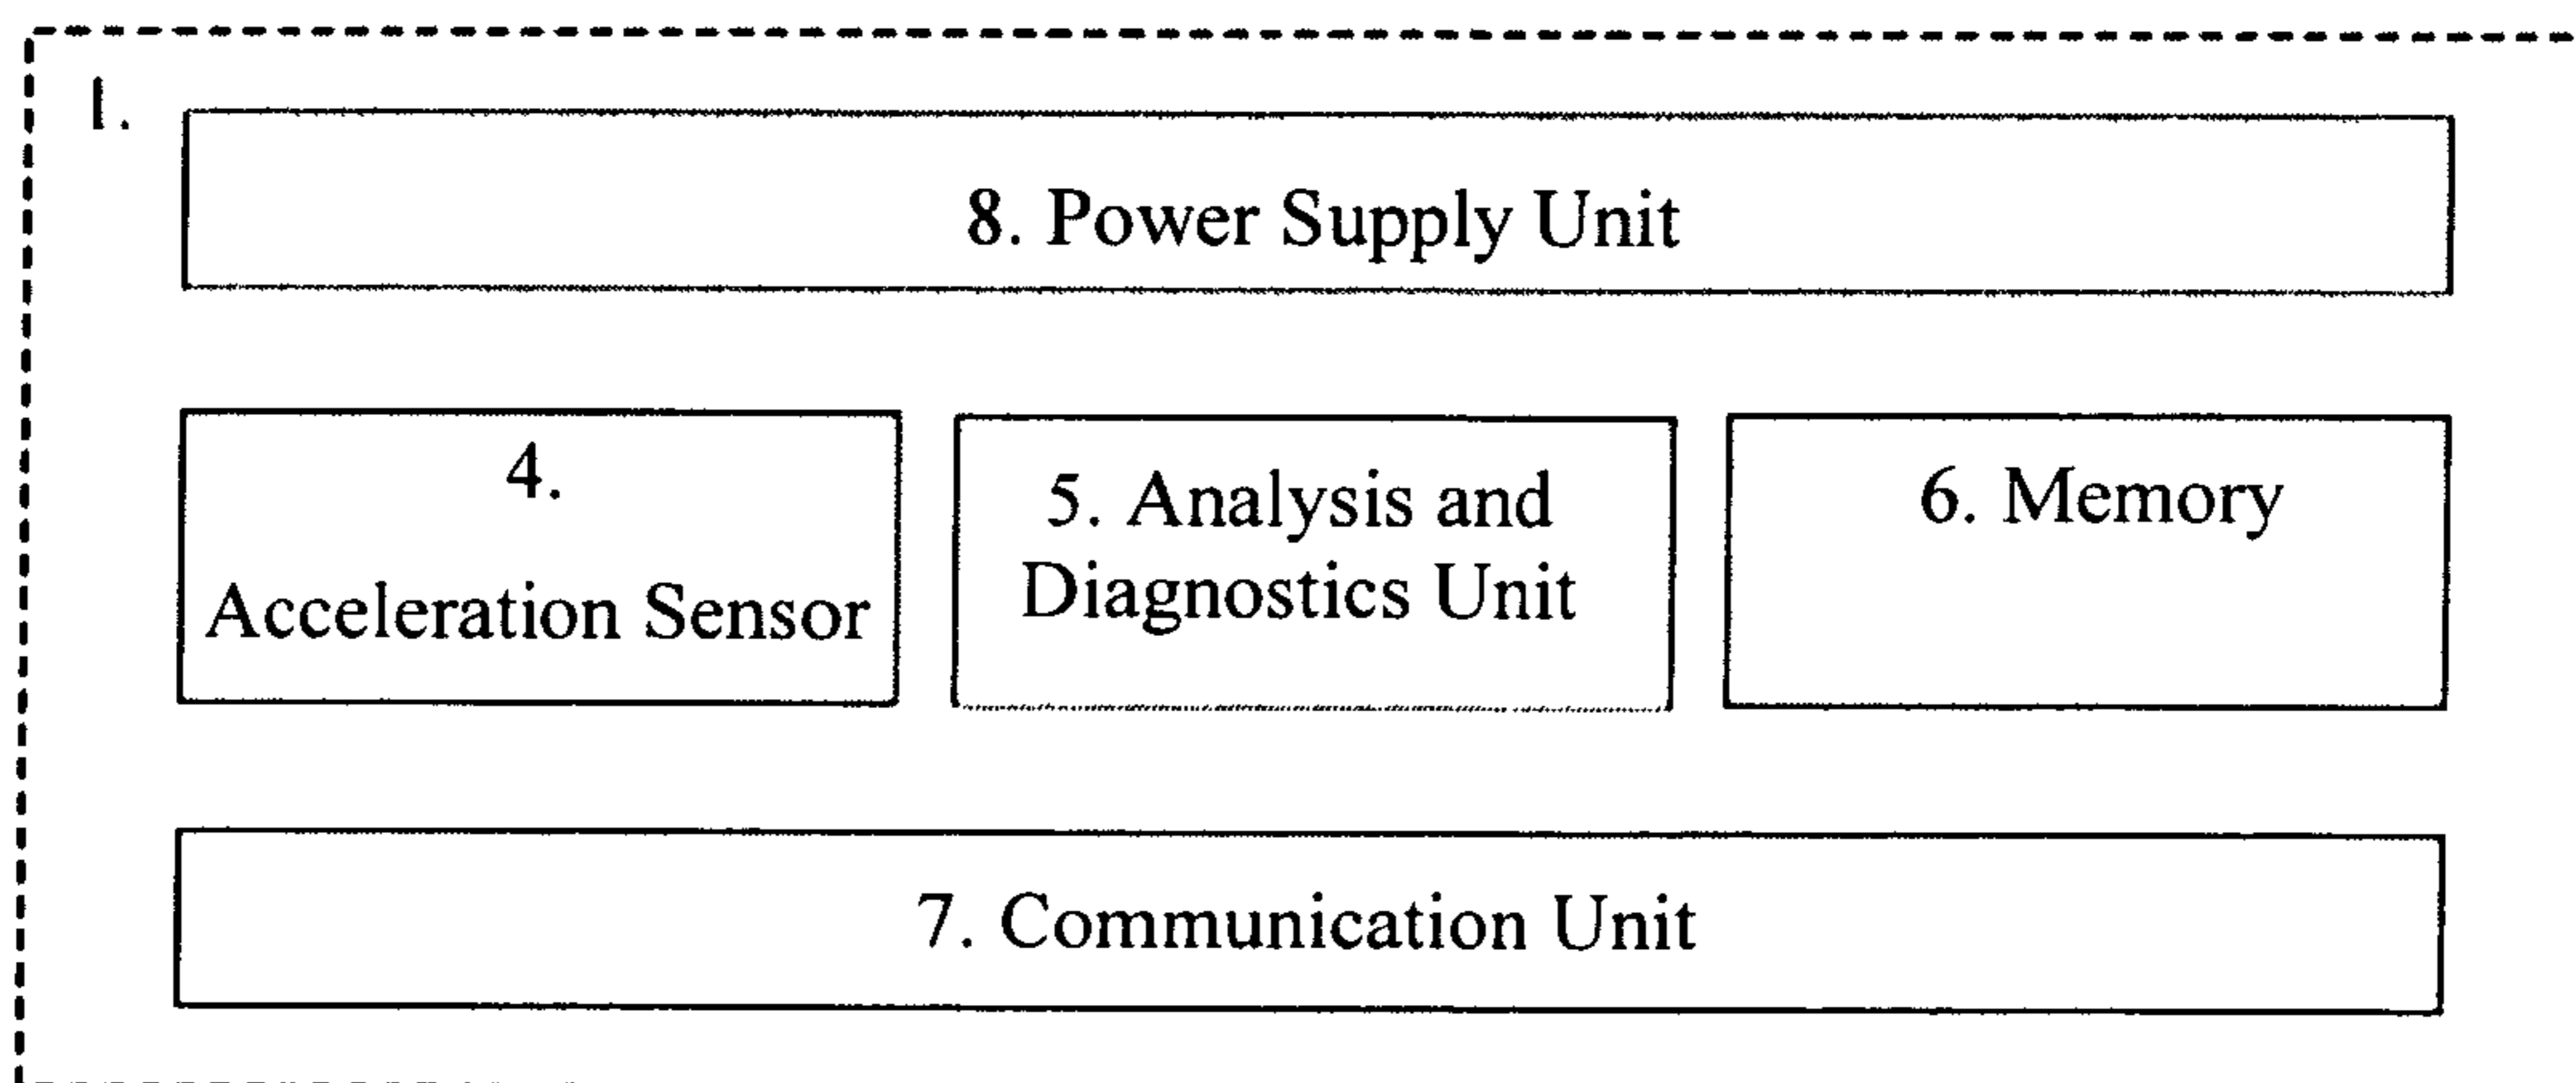 1.
8. Power Supply Unit
4.
Acceleration Sensor
5. Analysis and
Diagnostics Unit
6. Memory
7. Communication Unit